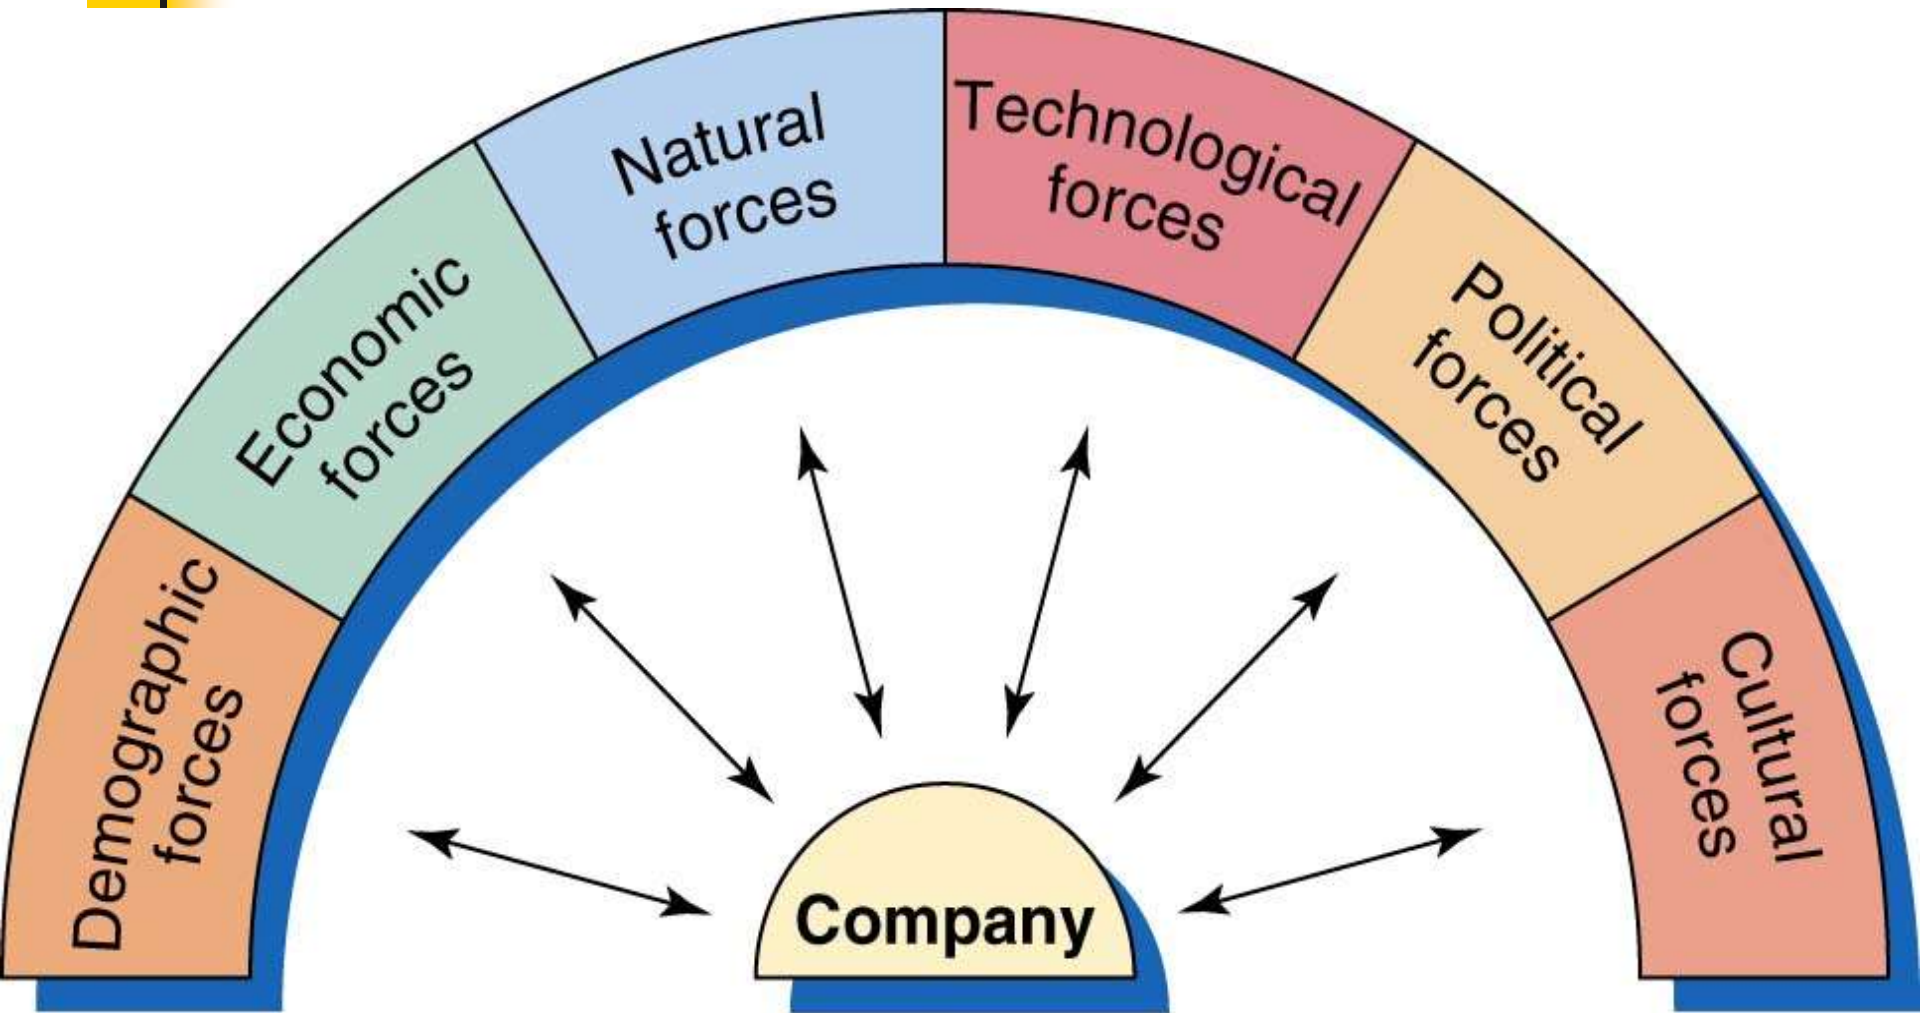 Demographic
forces
Economic
forces
Natural
forces
Technological
forces
Political
forces
Cultural
forces
Company